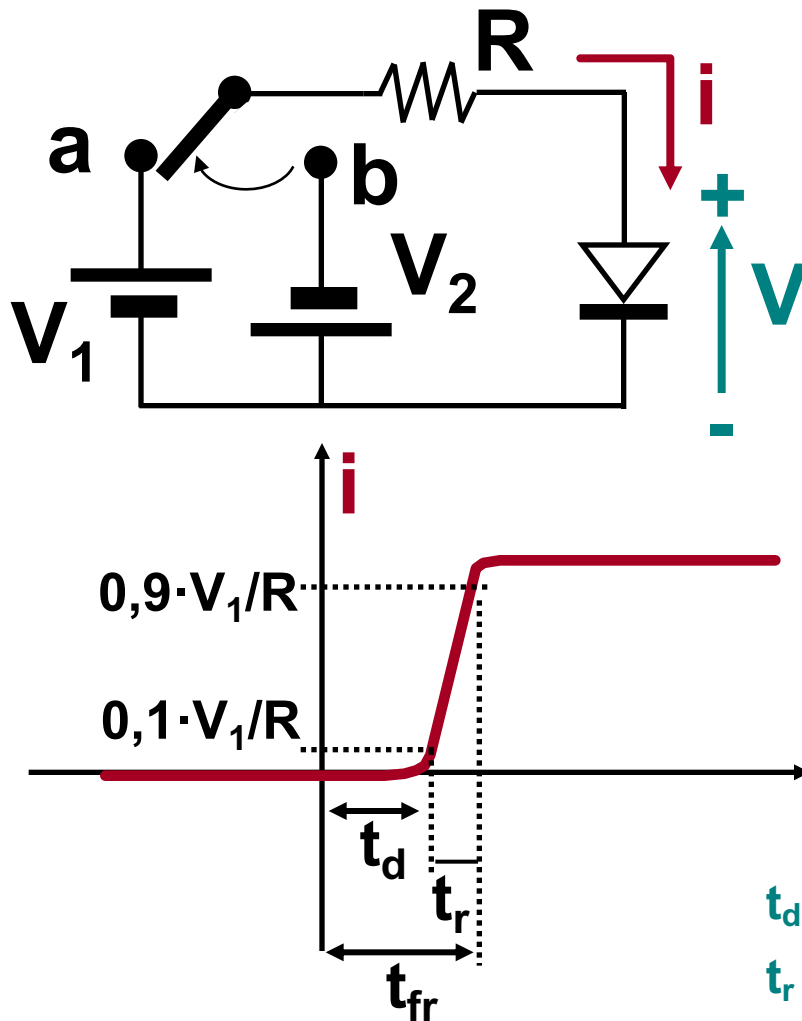 R
i
a
b
+
V₁
V₂
V
-
i
0,9·V₁/R
0,1·V₁/R
t_d
t_r
t_d
t_fr
t_r